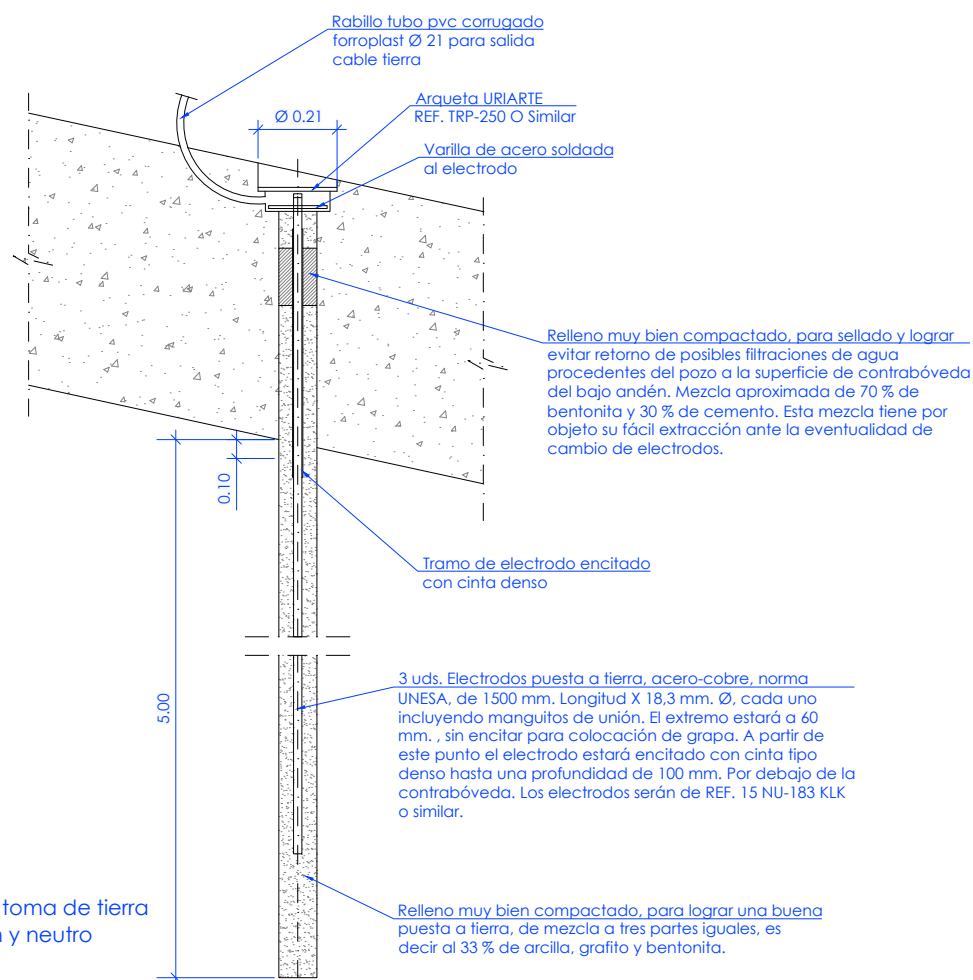 Rabillo tubo pvc corrugado
forroplast Ø 21 para salida
cable tierra
Arqueta URIARTE
REF. TRP-250 O Similar
Ø 0.21
Varilla de acero soldada
al electrodo
Relleno muy bien compactado, para sellado y lograr
evitar retorno de posibles filtraciones de agua
procedentes del pozo a la superficie de contrabóveda
del bajo andén. Mezcla aproximada de 70 % de
bentonita y 30 % de cemento. Esta mezcla tiene por
objeto su fácil extracción ante la eventualidad de
cambio de electrodos.
0.10
Tramo de electrodo encitado
con cinta denso
5.00
3 uds. Electrodos puesta a tierra, acero-cobre, norma
UNESA, de 1500 mm. Longitud X 18,3 mm. Ø, cada uno
incluyendo manguitos de unión. El extremo estará a 60
mm. , sin encitar para colocación de grapa. A partir de
este punto el electrodo estará encitado con cinta tipo
denso hasta una profundidad de 100 mm. Por debajo de la
contrabóveda. Los electrodos serán de REF. 15 NU-183 KLK
o similar.
toma de tierra
y neutro
Relleno muy bien compactado, para lograr una buena
puesta a tierra, de mezcla a tres partes iguales, es
decir al 33 % de arcilla, grafito y bentonita.